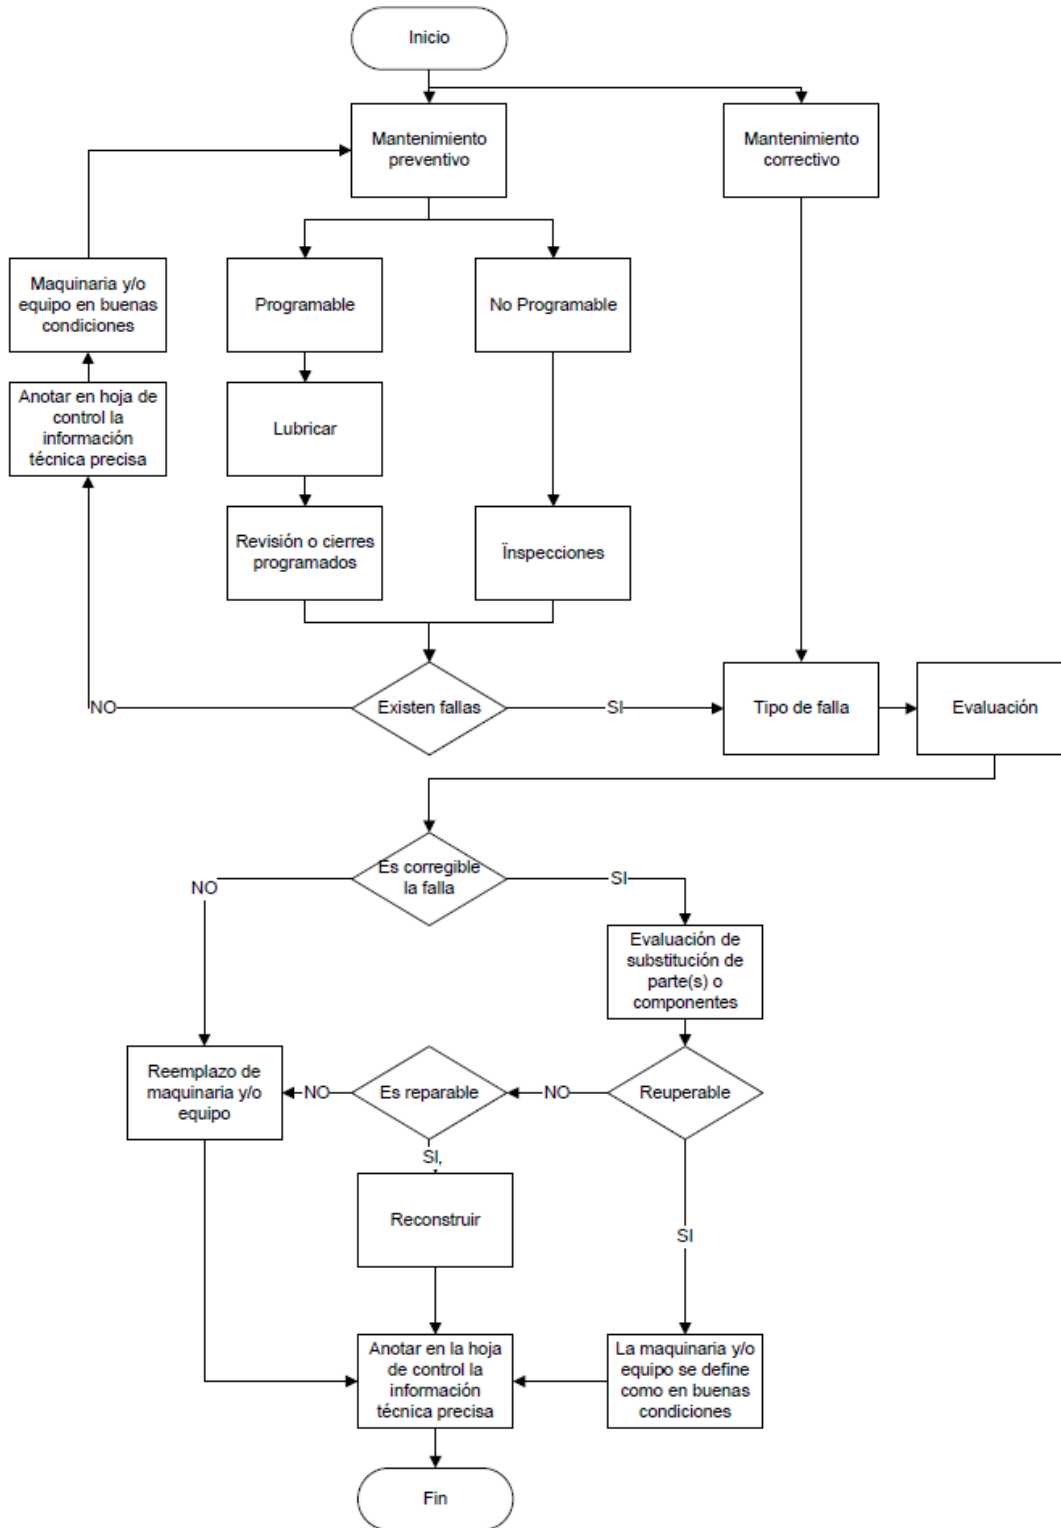 Inicio
Mantenimiento
preventivo
Mantenimiento
correctivo
Maquinaria y/o
equipo en buenas
condiciones
Programable
No Programable
Anotar en hoja de
control la
información
técnica precisa
Lubricar
Revisión o cierres
programados
Ïnspecciones
NO
Existen fallas
SI
Tipo de falla
Evaluación
Es corregible
la falla
NO
SI
Evaluación de
substitución de
parte(s) o
componentes
Reemplazo de
maquinaria y/o
equipo
NO
Es reparable
NO
Reuperable
SI,
Reconstruir
SI
Anotar en la hoja
de control la
información
técnica precisa
La maquinaria y/o
equipo se define
como en buenas
condiciones
Fin